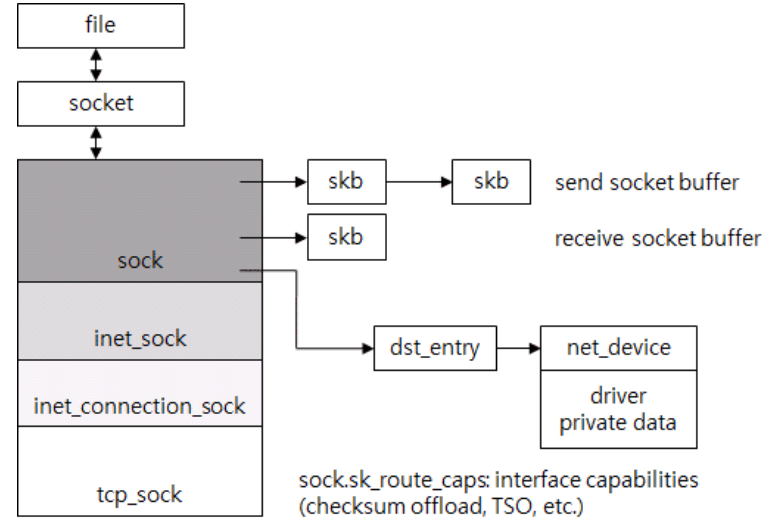 file
socket
skb
skb
send socket buffer
skb
receive socket buffer
sock
inet_sock
dst_entry
net_device
driver
private data
inet_connection_sock
tcp_sock
sock.sk_route_caps: interface capabilities
(checksum offload, TSO, etc.)